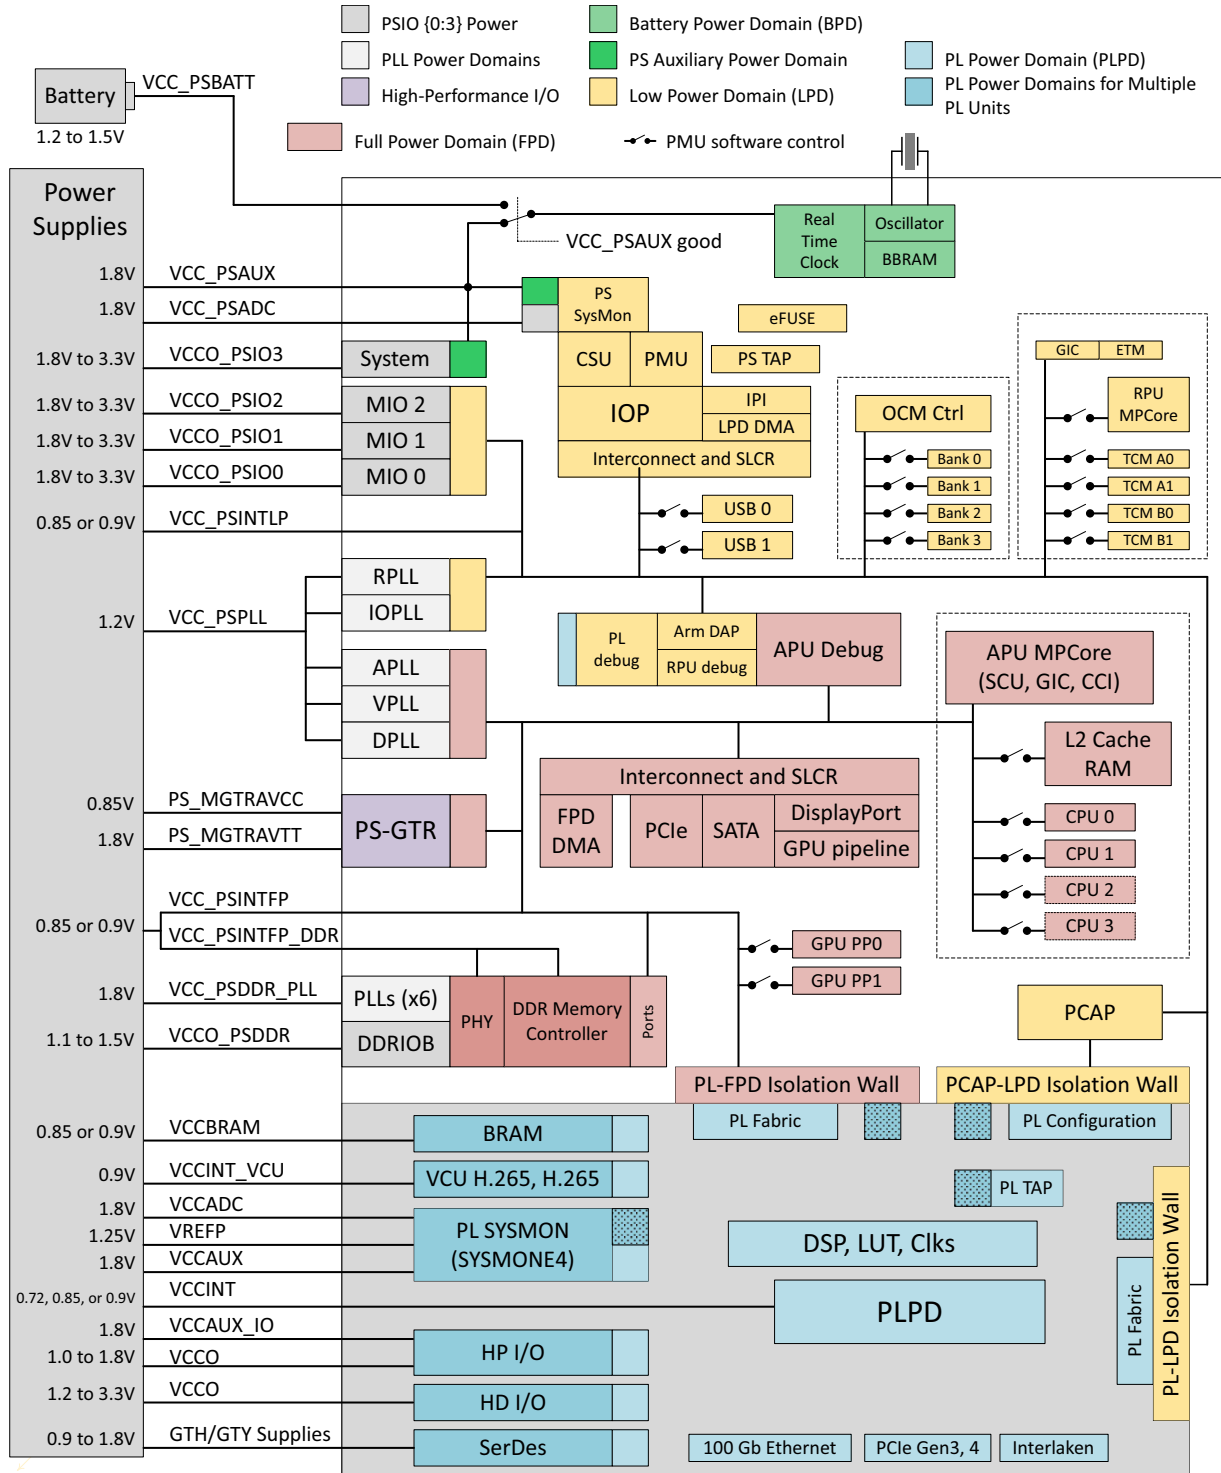 PSIO {0:3} Power
Battery Power Domain (BPD)
PLL Power Domains
PS Auxiliary Power Domain
PL Power Domain (PLPD)
High-Performance I/O
Low Power Domain (LPD)
PL Power Domains for Multiple
PL Units
Full Power Domain (FPD)
PMU software control
Battery
VCC_PSBATT
1.2 to 1.5V
Power
Supplies
Real
Time
Clock
Oscillator
BBRAM
VCC_PSAUX good
1.8V
VCC_PSAUX
1.8V
VCC_PSADC
PS
SysMon
eFUSE
1.8V to 3.3V
VCCO_PSIO3
System
CSU
PMU
PS TAP
GIC
ETM
1.8V to 3.3V
VCCO_PSIO2
MIO 2
IOP
IPI
LPD DMA
OCM Ctrl
RPU
MPCore
1.8V to 3.3V
VCCO_PSIO1
MIO 1
1.8V to 3.3V
VCCO_PSIO0
MIO 0
Interconnect and SLCR
Bank 0
Bank 1
Bank 2
Bank 3
TCM A0
TCM A1
TCM B0
TCM B1
0.85 or 0.9V
VCC_PSINTLP
USB 0
USB 1
1.2V
VCC_PSPLL
RPLL
IOPLL
APLL
VPLL
DPLL
PL
debug
Arm DAP
RPU debug
APU Debug
APU MPCore
(SCU, GIC, CCI)
L2 Cache
RAM
CPU 0
CPU 1
CPU 2
CPU 3
Interconnect and SLCR
FPD
DMA
PCIe
SATA
DisplayPort
GPU pipeline
0.85V
PS_MGTRAVCC
1.8V
PS_MGTRAVTT
PS-GTR
0.85 or 0.9V
VCC_PSINTFP
VCC_PSINTFP_DDR
GPU PP0
GPU PP1
1.8V
VCC_PSDDR_PLL
PLLs (x6)
PHY
DDR Memory
Controller
Ports
PCAP
1.1 to 1.5V
VCCO_PSDDR
DDRIOB
PL-FPD Isolation Wall
PCAP-LPD Isolation Wall
0.85 or 0.9V
VCCBRAM
BRAM
PL Fabric
PL Configuration
0.9V
VCCINT_VCU
VCU H.265, H.265
PL TAP
1.8V
VCCADC
1.25V
VREFP
1.8V
VCCAUX
PL SYSMON
(SYSMONE4)
DSP, LUT, Clks
PL Fabric
PL-LPD Isolation Wall
0.72, 0.85, or 0.9V
VCCINT
PLPD
1.8V
VCCAUX_IO
1.0 to 1.8V
VCCO
HP I/O
1.2 to 3.3V
VCCO
HD I/O
0.9 to 1.8V
GTH/GTY Supplies
SerDes
100 Gb Ethernet
PCIe Gen3, 4
Interlaken